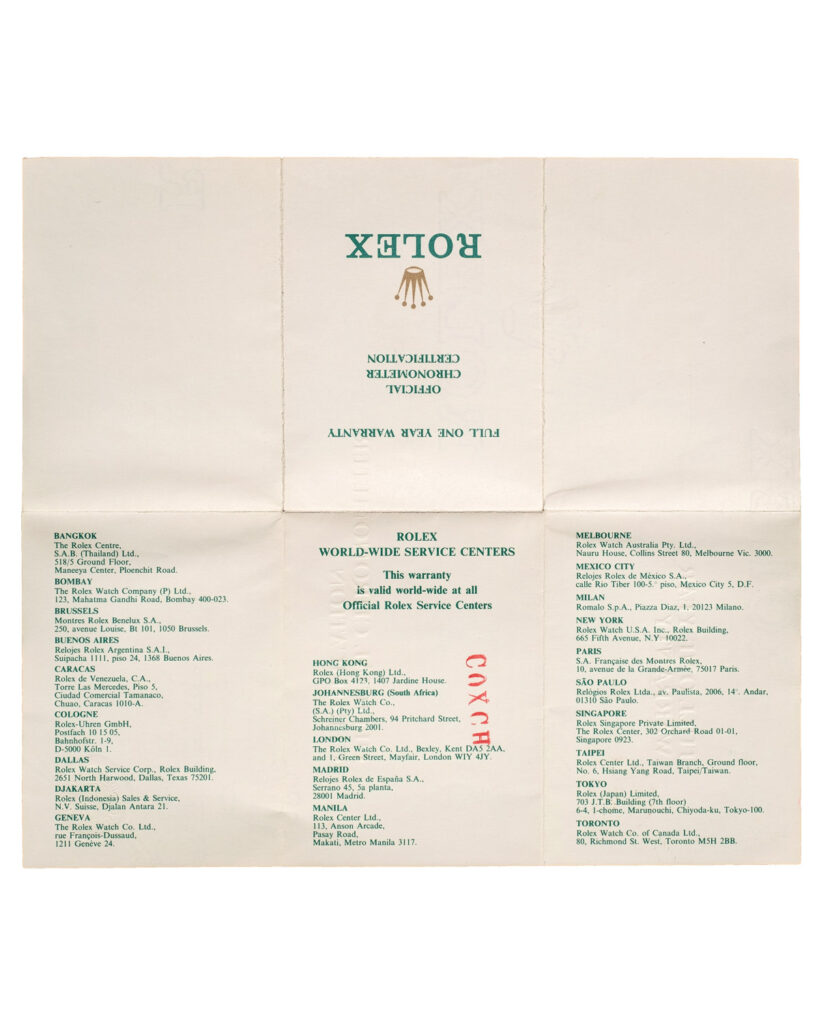 FULL ONE YEAR WARRANTY
OFFICIAL
CHRONOMETER
CERTIFICATION
ROLEX
BANGKOK
The Rolex Centre,
S.A.B. (Thailand) Ltd.,
518/5 Ground Floor,
Maneeya Center, Ploenchit Road.
BOMBAY
The Rolex Watch Company (P) Ltd.,
123, Mahatma Gandhi Road, Bombay 400-023.
BRUSSELS
Montres Rolex Benelux S.A.,
250, avenue Louise, Bt 101, 1050 Brussels.
BUENOS AIRES
Relojes Rolex Argentina S.A.I.,
Suipacha 1111, piso 24, 1368 Buenos Aires.
CARACAS
Rolex de Venezuela, C.A.,
Torre Las Mercedes, Piso 5,
Ciudad Comercial Tamanaco,
Chuao, Caracas 1010-A.
COLOGNE
Rolex-Uhren GmbH,
Postfach 10 15 05,
Bahnhofstr. 1-9,
D-5000 Köln 1.
DALLAS
Rolex Watch Service Corp., Rolex Building,
2651 North Harwood, Dallas, Texas 75201.
DJAKARTA
Rolex (Indonesia) Sales & Service,
N.V. Suisse, Djalan Antara 21.
GENEVA
The Rolex Watch Co. Ltd.,
rue François-Dussaud,
1211 Genève 24.
ROLEX
WORLD-WIDE SERVICE CENTERS
This warranty
is valid world-wide at all
Official Rolex Service Centers
HONG KONG
Rolex (Hong Kong) Ltd.,
GPO Box 4123, 1407 Jardine House.
JOHANNESBURG (South Africa)
The Rolex Watch Co.,
(S.A.) (Pty) Ltd.,
Schreiner Chambers, 94 Pritchard Street,
Johannesburg 2001.
LONDON
The Rolex Watch Co. Ltd., Bexley, Kent DA5 2AA,
and 1, Green Street, Mayfair, London W1Y 4JY.
MADRID
Relojes Rolex de España S.A.,
Serrano 45, 5a planta,
28001 Madrid.
MANILA
Rolex Center Ltd.,
113, Anson Arcade,
Pasay Road,
Makati, Metro Manila 3117.
COXCH
MELBOURNE
Rolex Watch Australia Pty. Ltd.,
Nauru House, Collins Street 80, Melbourne Vic. 3000.
MEXICO CITY
Relojes Rolex de México S.A.,
calle Rio Tiber 100-5.° piso, Mexico City 5, D.F.
MILAN
Romalo S.p.A., Piazza Diaz, 1, 20123 Milano.
NEW YORK
Rolex Watch U.S.A. Inc., Rolex Building,
665 Fifth Avenue, N.Y. 10022.
PARIS
S.A. Française des Montres Rolex,
10, avenue de la Grande-Armée, 75017 Paris.
SÃO PAULO
Relógios Rolex Ltda., av. Paulista, 2006, 14°. Andar,
01310 São Paulo.
SINGAPORE
Rolex Singapore Private Limited,
The Rolex Center, 302 Orchard Road 01-01,
Singapore 0923.
TAIPEI
Rolex Center Ltd., Taiwan Branch, Ground floor,
No. 6, Hsiang Yang Road, Taipei/Taiwan.
TOKYO
Rolex (Japan) Limited,
703 J.T.B. Building (7th floor)
6-4, 1-chome, Marunouchi, Chiyoda-ku, Tokyo-100.
TORONTO
Rolex Watch Co. of Canada Ltd.,
80, Richmond St. West, Toronto M5H 2BB.